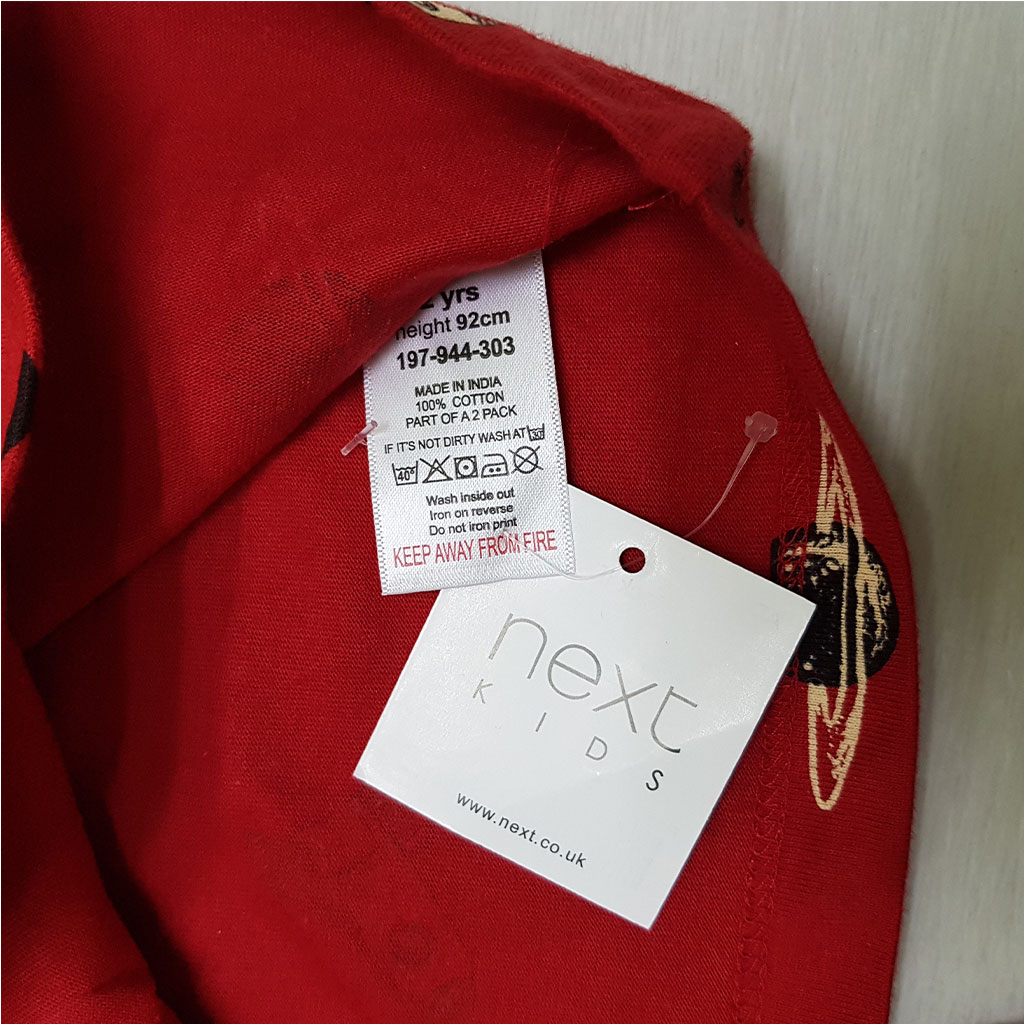 2 yrs
height 92cm
197-944-303
MADE IN INDIA
100% COTTON
PART OF A 2 PACK
IF IT'S NOT DIRTY WASH AT 30
40°
Wash inside out
Iron on reverse
Do not iron print
KEEP AWAY FROM FIRE
next
KIDS
www.next.co.uk